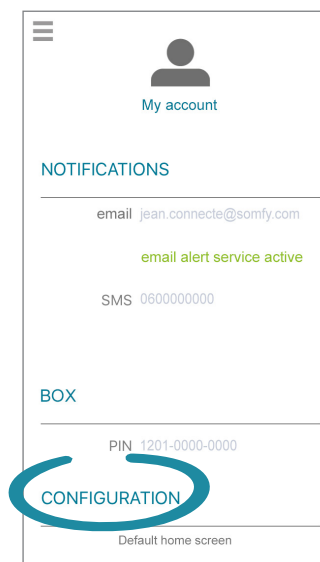 My account
NOTIFICATIONS
email jean.connecte@somfy.com
email alert service active
SMS 0600000000
BOX
PIN 1201-0000-0000
CONFIGURATION
Default home screen